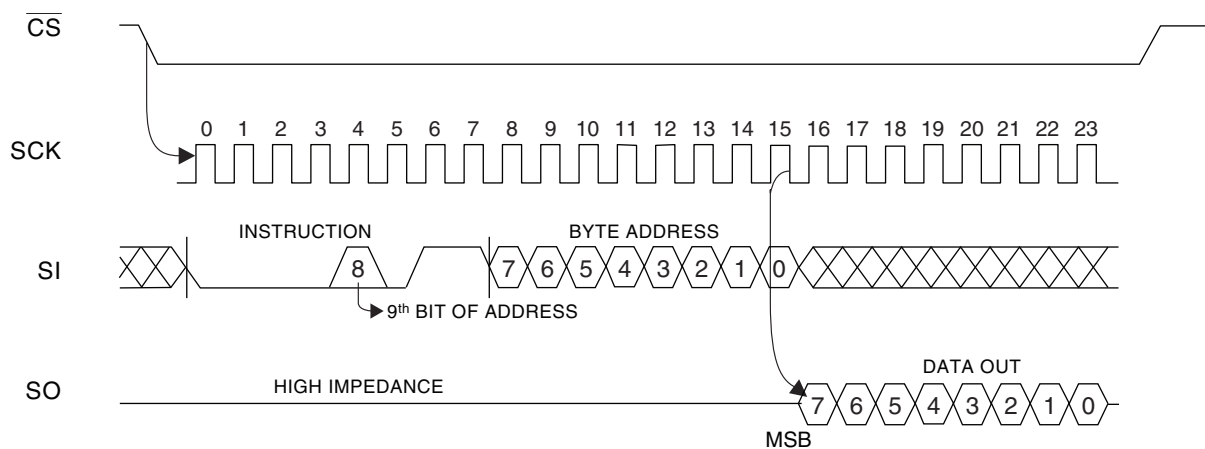 CS
SCK
0 1 2 3 4 5 6 7 8 9 10 11 12 13 14 15 16 17 18 19 20 21 22 23
INSTRUCTION
BYTE ADDRESS
SI
8
7 6 5 4 3 2 1 0
9th BIT OF ADDRESS
DATA OUT
SO
HIGH IMPEDANCE
7 6 5 4 3 2 1 0
MSB